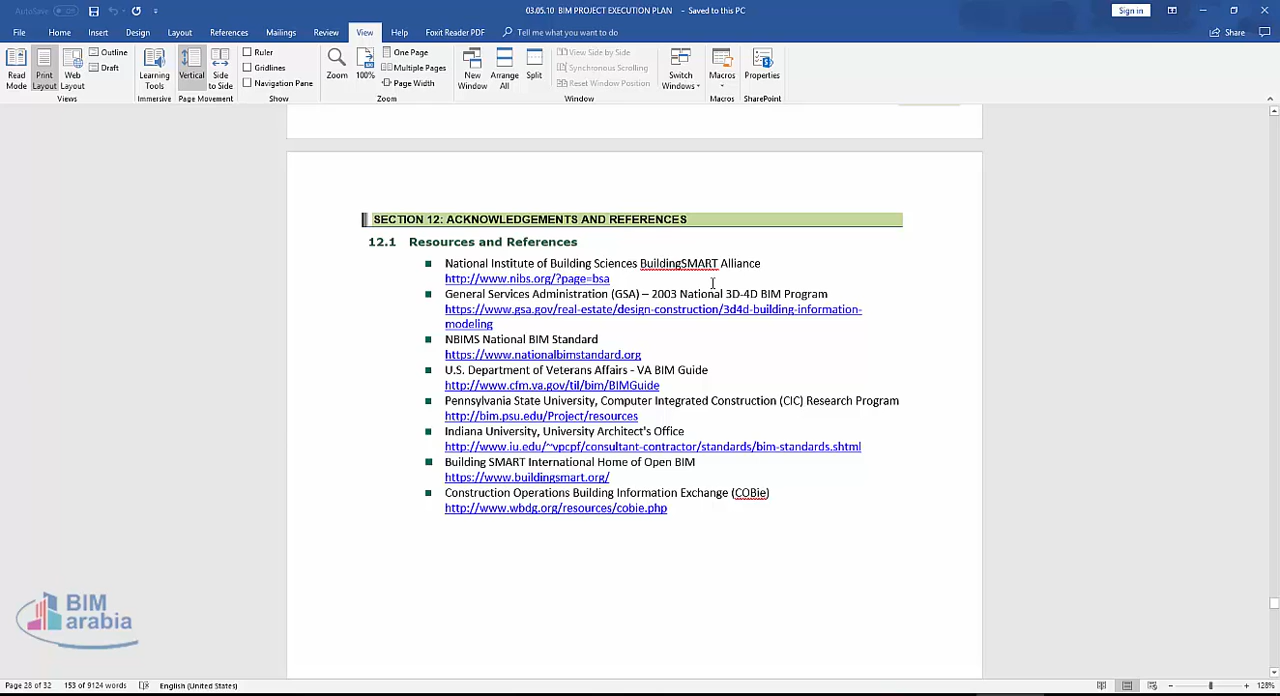 AutoSave Off
03.05.10 BIM PROJECT EXECUTION PLAN - Saved to this PC
Sign in
File Home Insert Design Layout References Mailings Review View Help Foxit Reader PDF Tell me what you want to do
Share
Read Mode
Print Layout
Web Layout
Outline
Draft
Views
Learning Tools
Immersive
Vertical
Side to Side
Page Movement
Ruler
Gridlines
Navigation Pane
Show
Zoom
100%
One Page
Multiple Pages
Page Width
Zoom
New Window
Arrange All
Split
View Side by Side
Synchronous Scrolling
Reset Window Position
Window
Switch Windows
Macros
Macros
Properties
SharePoint
SECTION 12: ACKNOWLEDGEMENTS AND REFERENCES
12.1 Resources and References
National Institute of Building Sciences BuildingSMART Alliance
http://www.nibs.org/?page=bsa
General Services Administration (GSA) – 2003 National 3D-4D BIM Program
https://www.gsa.gov/real-estate/design-construction/3d4d-building-information-
modeling
NBIMS National BIM Standard
https://www.nationalbimstandard.org
U.S. Department of Veterans Affairs - VA BIM Guide
http://www.cfm.va.gov/til/bim/BIMGuide
Pennsylvania State University, Computer Integrated Construction (CIC) Research Program
http://bim.psu.edu/Project/resources
Indiana University, University Architect's Office
http://www.iu.edu/~vpcpf/consultant-contractor/standards/bim-standards.shtml
Building SMART International Home of Open BIM
https://www.buildingsmart.org/
Construction Operations Building Information Exchange (COBie)
http://www.wbdg.org/resources/cobie.php
BIM
arabia
Page 28 of 32 153 of 9124 words English (United States)
128%